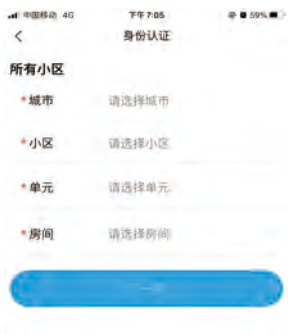 中国移动 4G 下午7:05 59%
身份认证
所有小区
*城市 请选择城市
*小区 请选择小区
*单元 请选择单元
*房间 请选择房间